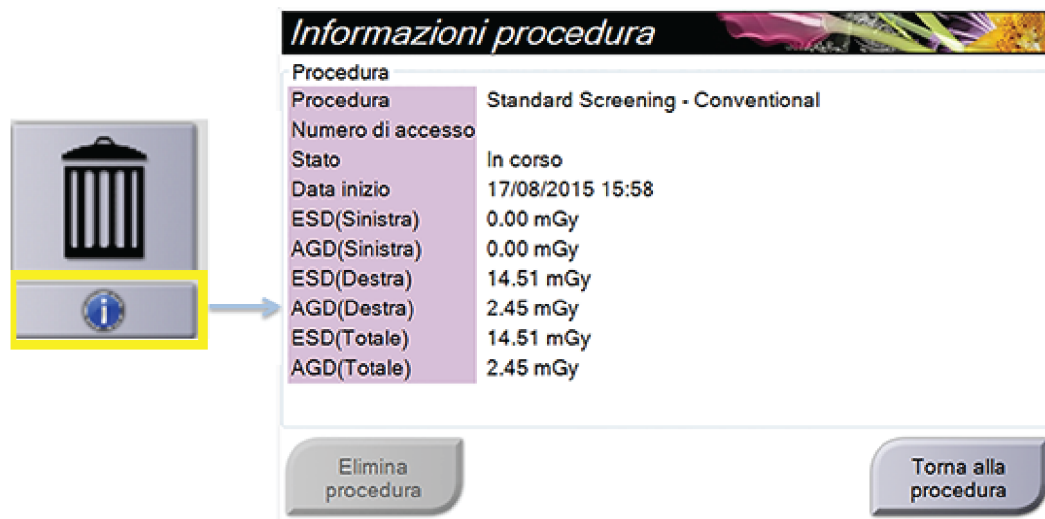 Informazioni procedura
Procedura
Procedura Standard Screening - Conventional
Numero di accesso
Stato In corso
Data inizio 17/08/2015 15:58
ESD(Sinistra) 0.00 mGy
AGD(Sinistra) 0.00 mGy
ESD(Destra) 14.51 mGy
AGD(Destra) 2.45 mGy
ESD(Totale) 14.51 mGy
AGD(Totale) 2.45 mGy
Elimina
procedura
Torna alla
procedura